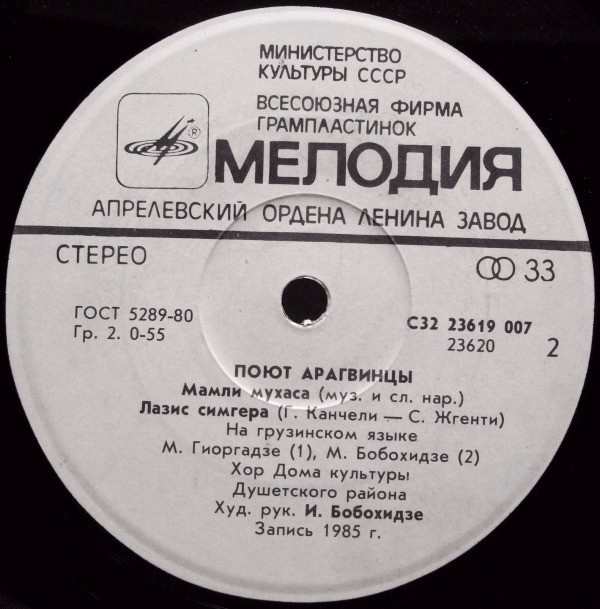 МИНИСТЕРСТВО
КУЛЬТУРЫ СССР
ВСЕСОЮЗНАЯ ФИРМА
ГРАМПЛАСТИНОК
®
МЕЛОДИЯ
АПРЕЛЕВСКИЙ ОРДЕНА ЛЕНИНА ЗАВОД
СТЕРЕО
33
ГОСТ 5289-80
Гр. 2. 0-55
С32 23619 007
23620
2
ПОЮТ АРАГВИНЦЫ
Мамли мухаса (муз. и сл. нар.)
Лазис симгера (Г. Канчели — С. Жгенти)
На грузинском языке
М. Гиоргадзе (1), М. Бобохидзе (2)
Хор Дома культуры
Душетского района
Худ. рук. И. Бобохидзе
Запись 1985 г.